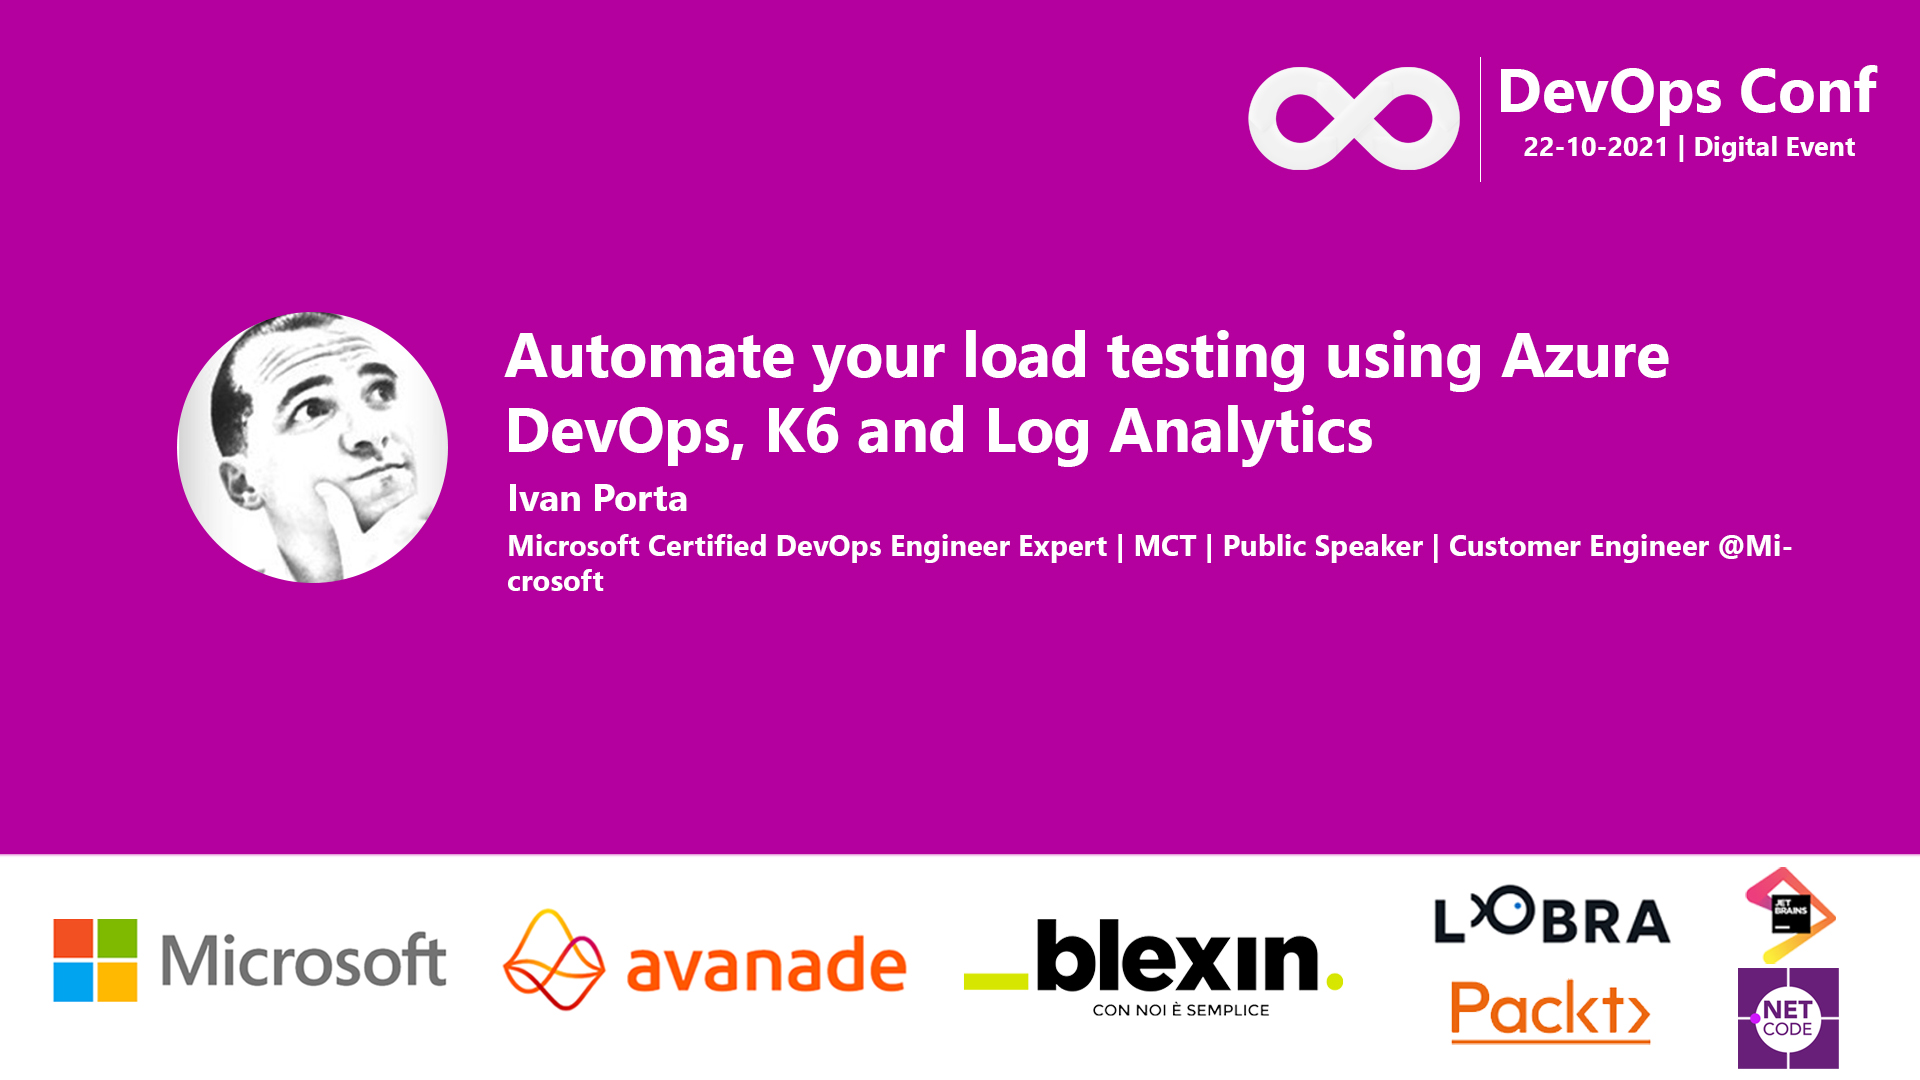 DevOps Conf
22-10-2021 | Digital Event
Automate your load testing using Azure
DevOps, K6 and Log Analytics
Ivan Porta
Microsoft Certified DevOps Engineer Expert | MCT | Public Speaker | Customer Engineer @Mi-
crosoft
Microsoft
avanade
blexin.
CON NOI È SEMPLICE
LOBRA
Packt>
JET
BRAINS
NET
CODE